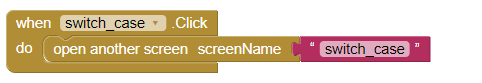 when switch_case .Click
do open another screen screenName " switch_case "